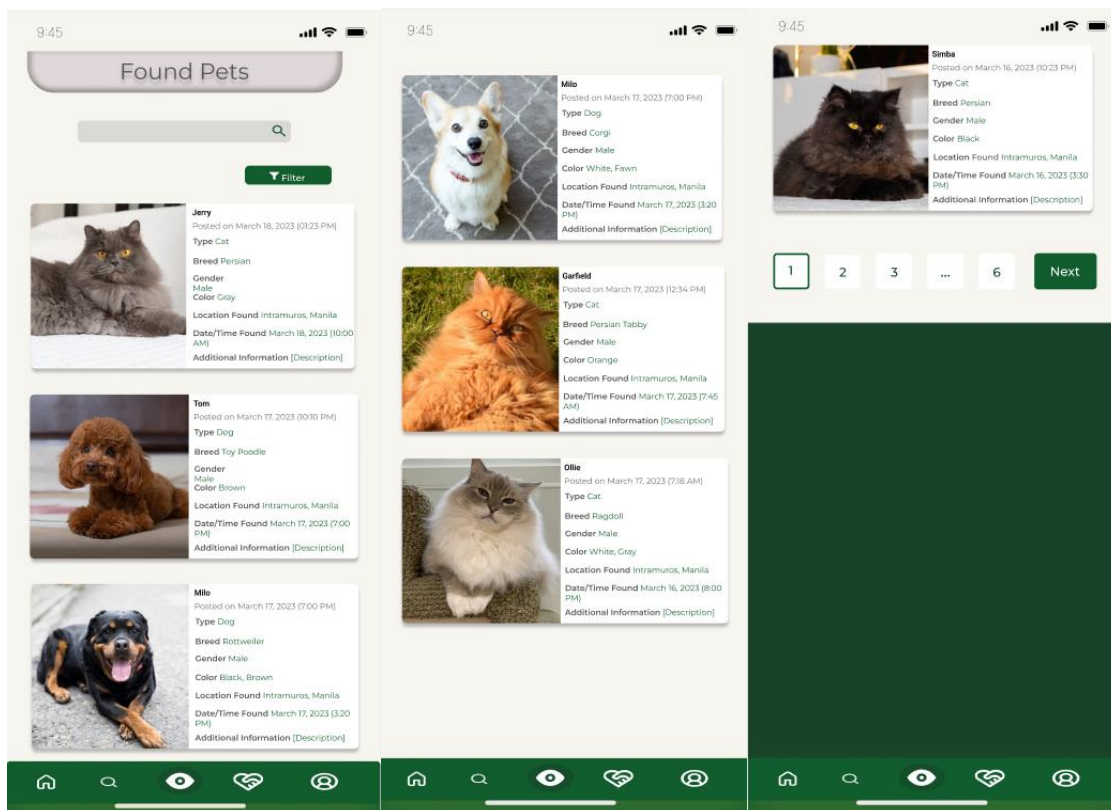 9:45
Found Pets
Filter
Jerry
Posted on March 18, 2023 (01:23 PM)
Type Cat
Breed Persian
Gender
Male
Color Gray
Location Found Intramuros, Manila
Date/Time Found March 18, 2023 (10:00
AM)
Additional Information [Description]
Tom
Posted on March 17, 2023 (10:10 PM)
Type Dog
Breed Toy Poodle
Gender
Male
Color Brown
Location Found Intramuros, Manila
Date/Time Found March 17, 2023 (7:00
PM)
Additional Information [Description]
Milo
Posted on March 17, 2023 (7:00 PM)
Type Dog
Breed Rottweiler
Gender Male
Color Black, Brown
Location Found Intramuros, Manila
Date/Time Found March 17, 2023 (3:20
PM)
Additional Information [Description]
9:45
Milo
Posted on March 17, 2023 (7:00 PM)
Type Dog
Breed Corgi
Gender Male
Color White, Fawn
Location Found Intramuros, Manila
Date/Time Found March 17, 2023 (3:20
PM)
Additional Information [Description]
Garfield
Posted on March 17, 2023 (12:34 PM)
Type Cat
Breed Persian Tabby
Gender Male
Color Orange
Location Found Intramuros, Manila
Date/Time Found March 17, 2023 (7:45
AM)
Additional Information [Description]
Ollie
Posted on March 17, 2023 (7:18 AM)
Type Cat
Breed Ragdoll
Gender Male
Color White, Gray
Location Found Intramuros, Manila
Date/Time Found March 16, 2023 (8:00
PM)
Additional Information [Description]
9:45
Simba
Posted on March 16, 2023 (10:23 PM)
Type Cat
Breed Persian
Gender Male
Color Black
Location Found Intramuros, Manila
Date/Time Found March 16, 2023 (3:30
PM)
Additional Information [Description]
1 2 3 ... 6 Next